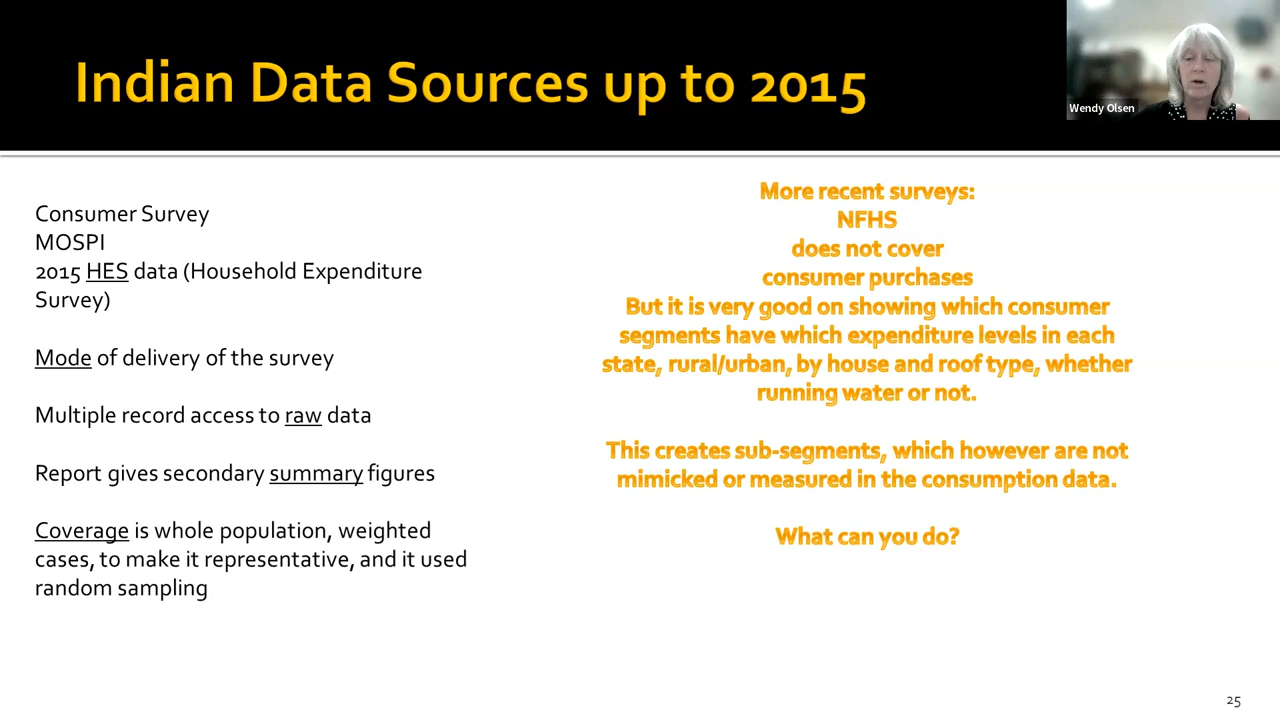 Indian Data Sources up to 2015
Wendy Olsen
Consumer Survey
MOSPI
2015 HES data (Household Expenditure
Survey)
Mode of delivery of the survey
Multiple record access to raw data
Report gives secondary summary figures
Coverage is whole population, weighted
cases, to make it representative, and it used
random sampling
More recent surveys:
NFHS
does not cover
consumer purchases
But it is very good on showing which consumer
segments have which expenditure levels in each
state, rural/urban, by house and roof type, whether
running water or not.
This creates sub-segments, which however are not
mimicked or measured in the consumption data.
What can you do?
25